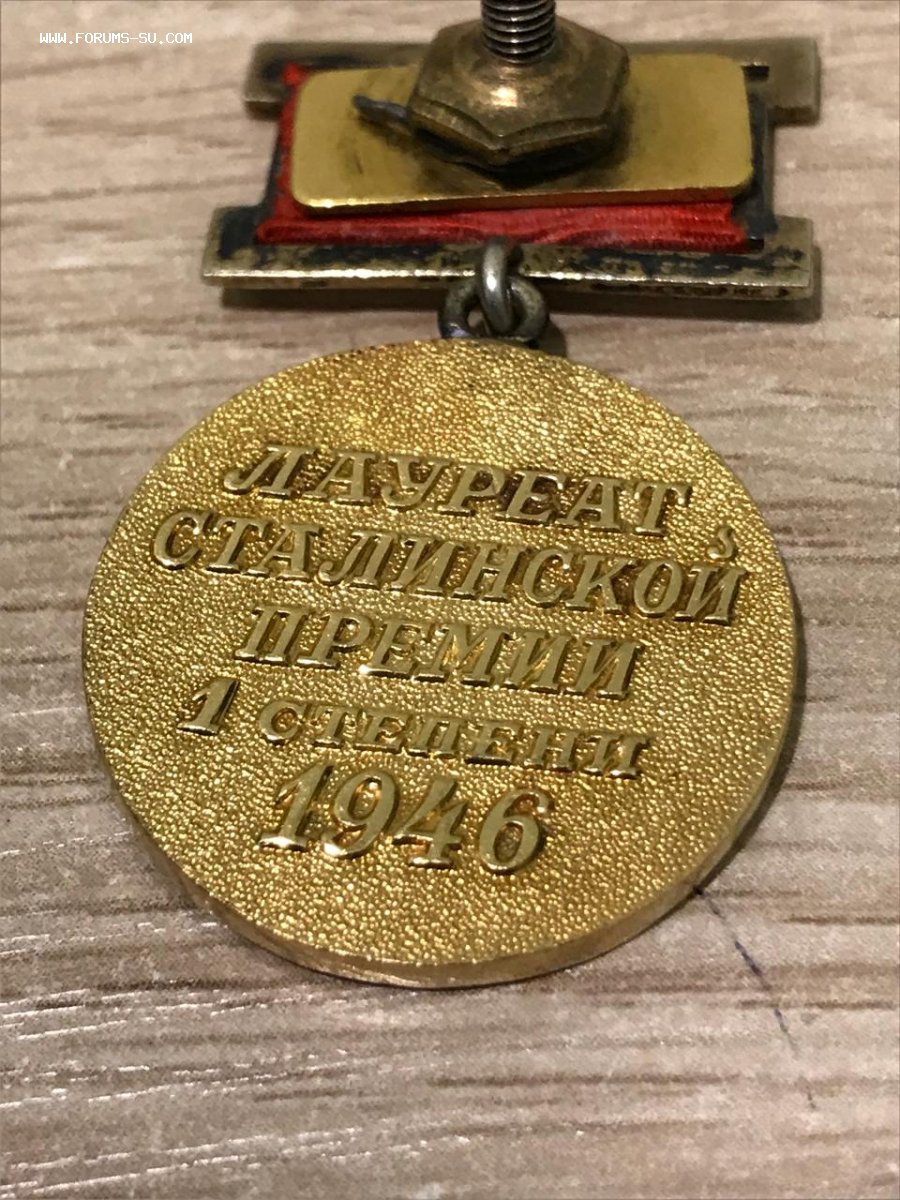 WWW.FORUMS-SU.COM
ЛАУРЕАТ
СТАЛИНСКОЙ
ПРЕМИИ
1 СТЕПЕНИ
1946